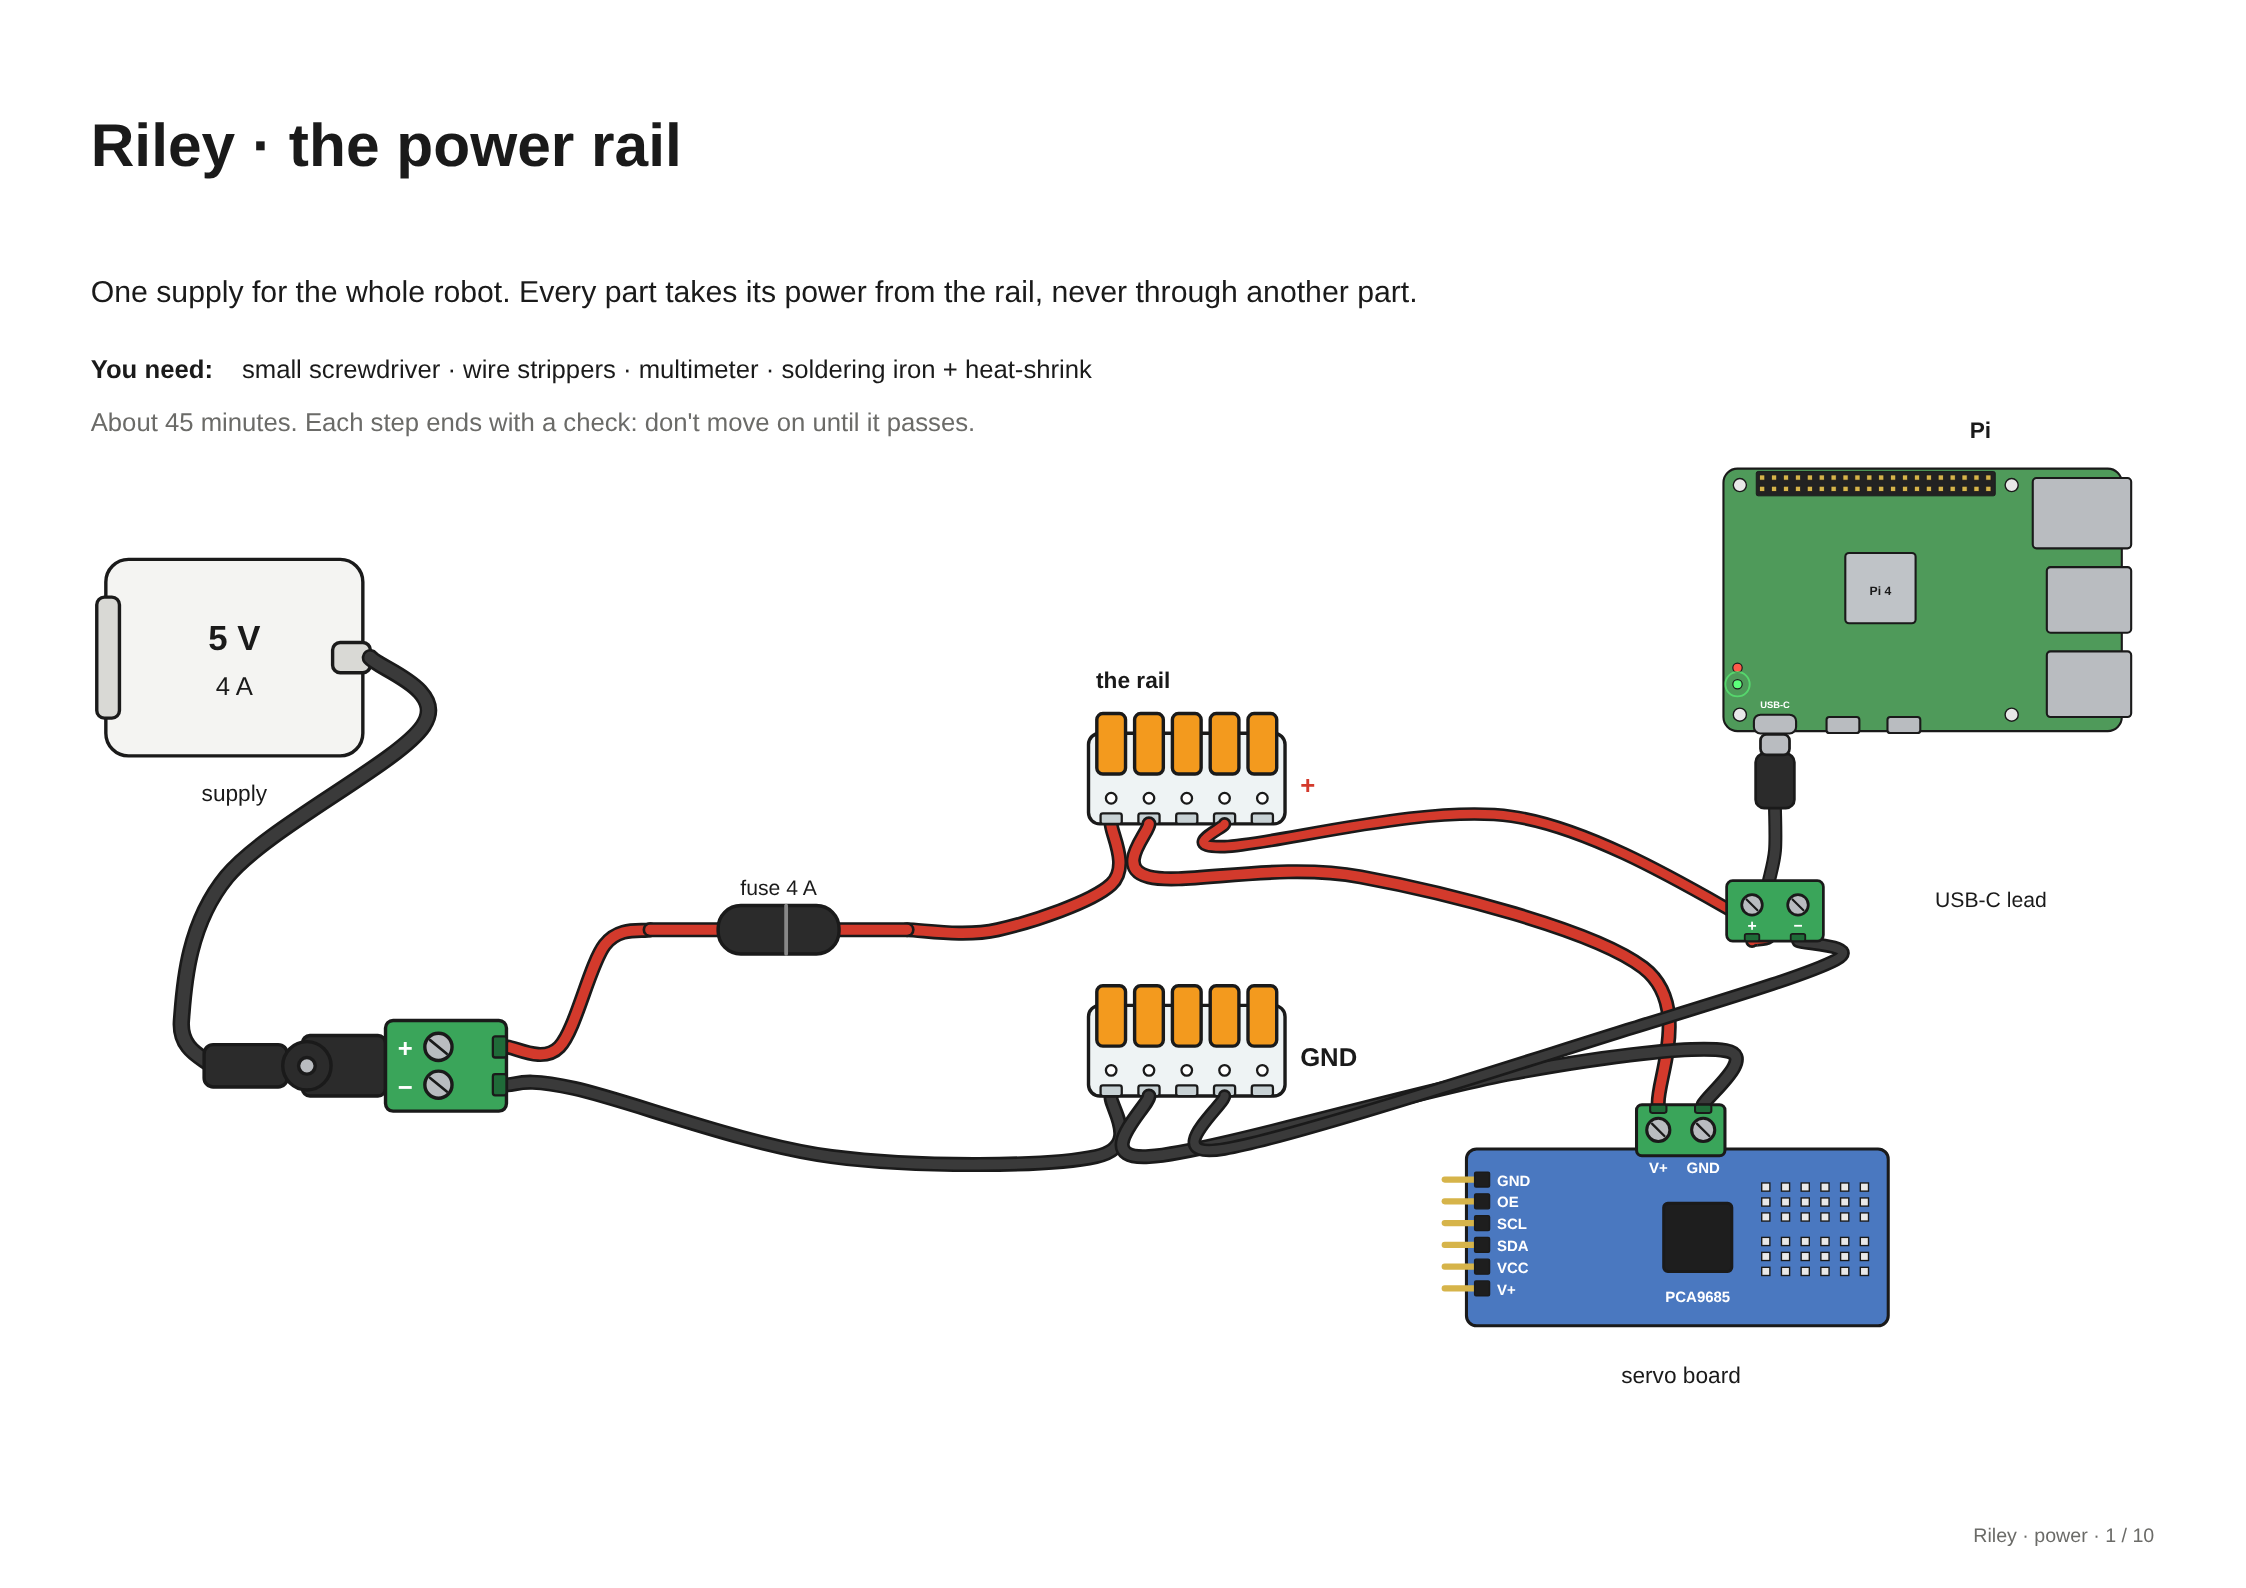 Riley · the power rail
One supply for the whole robot. Every part takes its power from the rail, never through another part.
You need: small screwdriver · wire strippers · multimeter · soldering iron + heat-shrink
About 45 minutes. Each step ends with a check: don't move on until it passes.
Pi
Pi 4
USB-C
5 V
4 A
supply
the rail
+
fuse 4 A
USB-C lead
+ −
GND
+
−
V+ GND
GND
OE
SCL
SDA
VCC
V+
PCA9685
servo board
Riley · power · 1 / 10